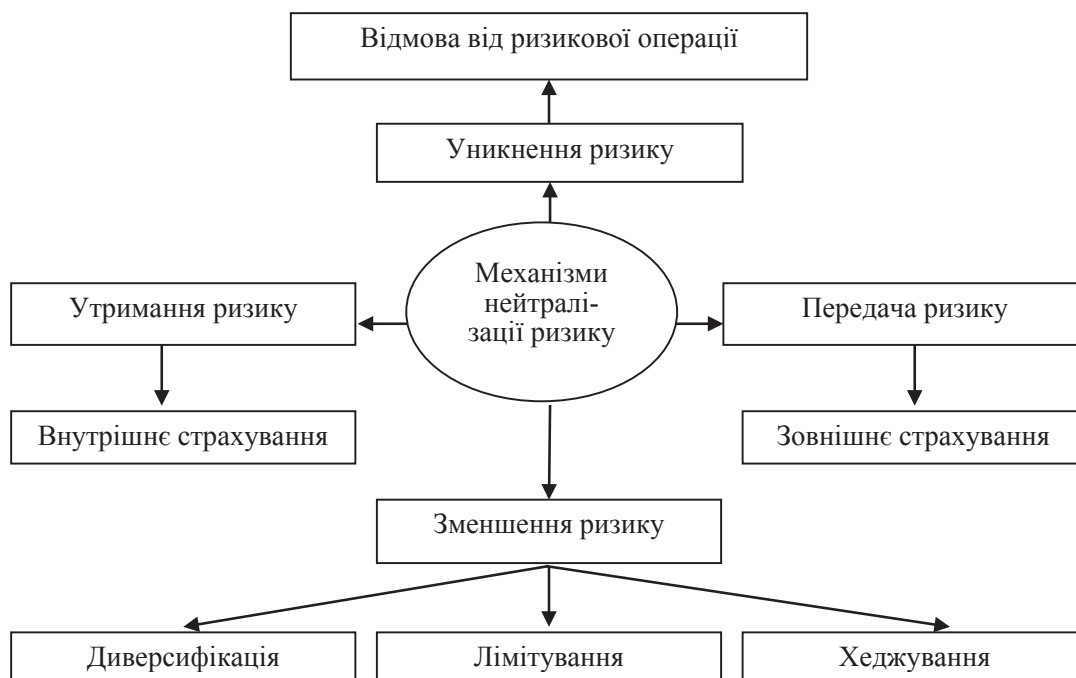 Відмова від ризикової операції
Уникнення ризику
Механізми
нейтралі-
зації ризику
Утримання ризику
Передача ризику
Внутрішнє страхування
Зовнішнє страхування
Зменшення ризику
Диверсифікація
Лімітування
Хеджування